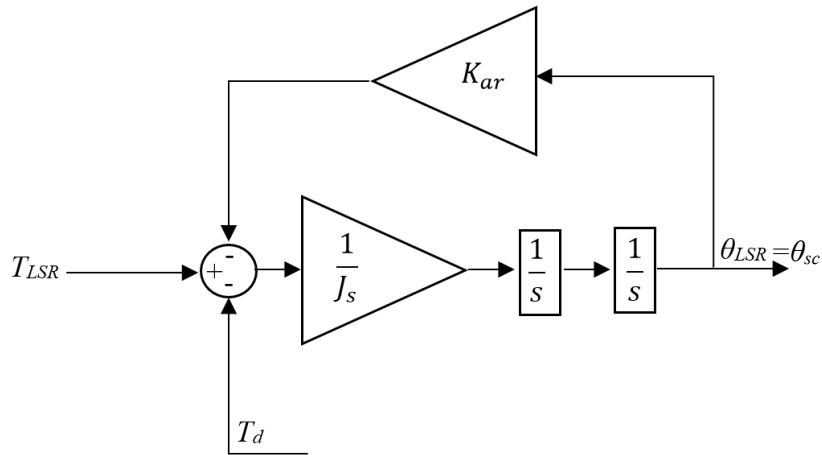 K_ar
-
T_LSR
+
-
1/J_s
1/s
1/s
θ_LSR=θ_sc
T_d